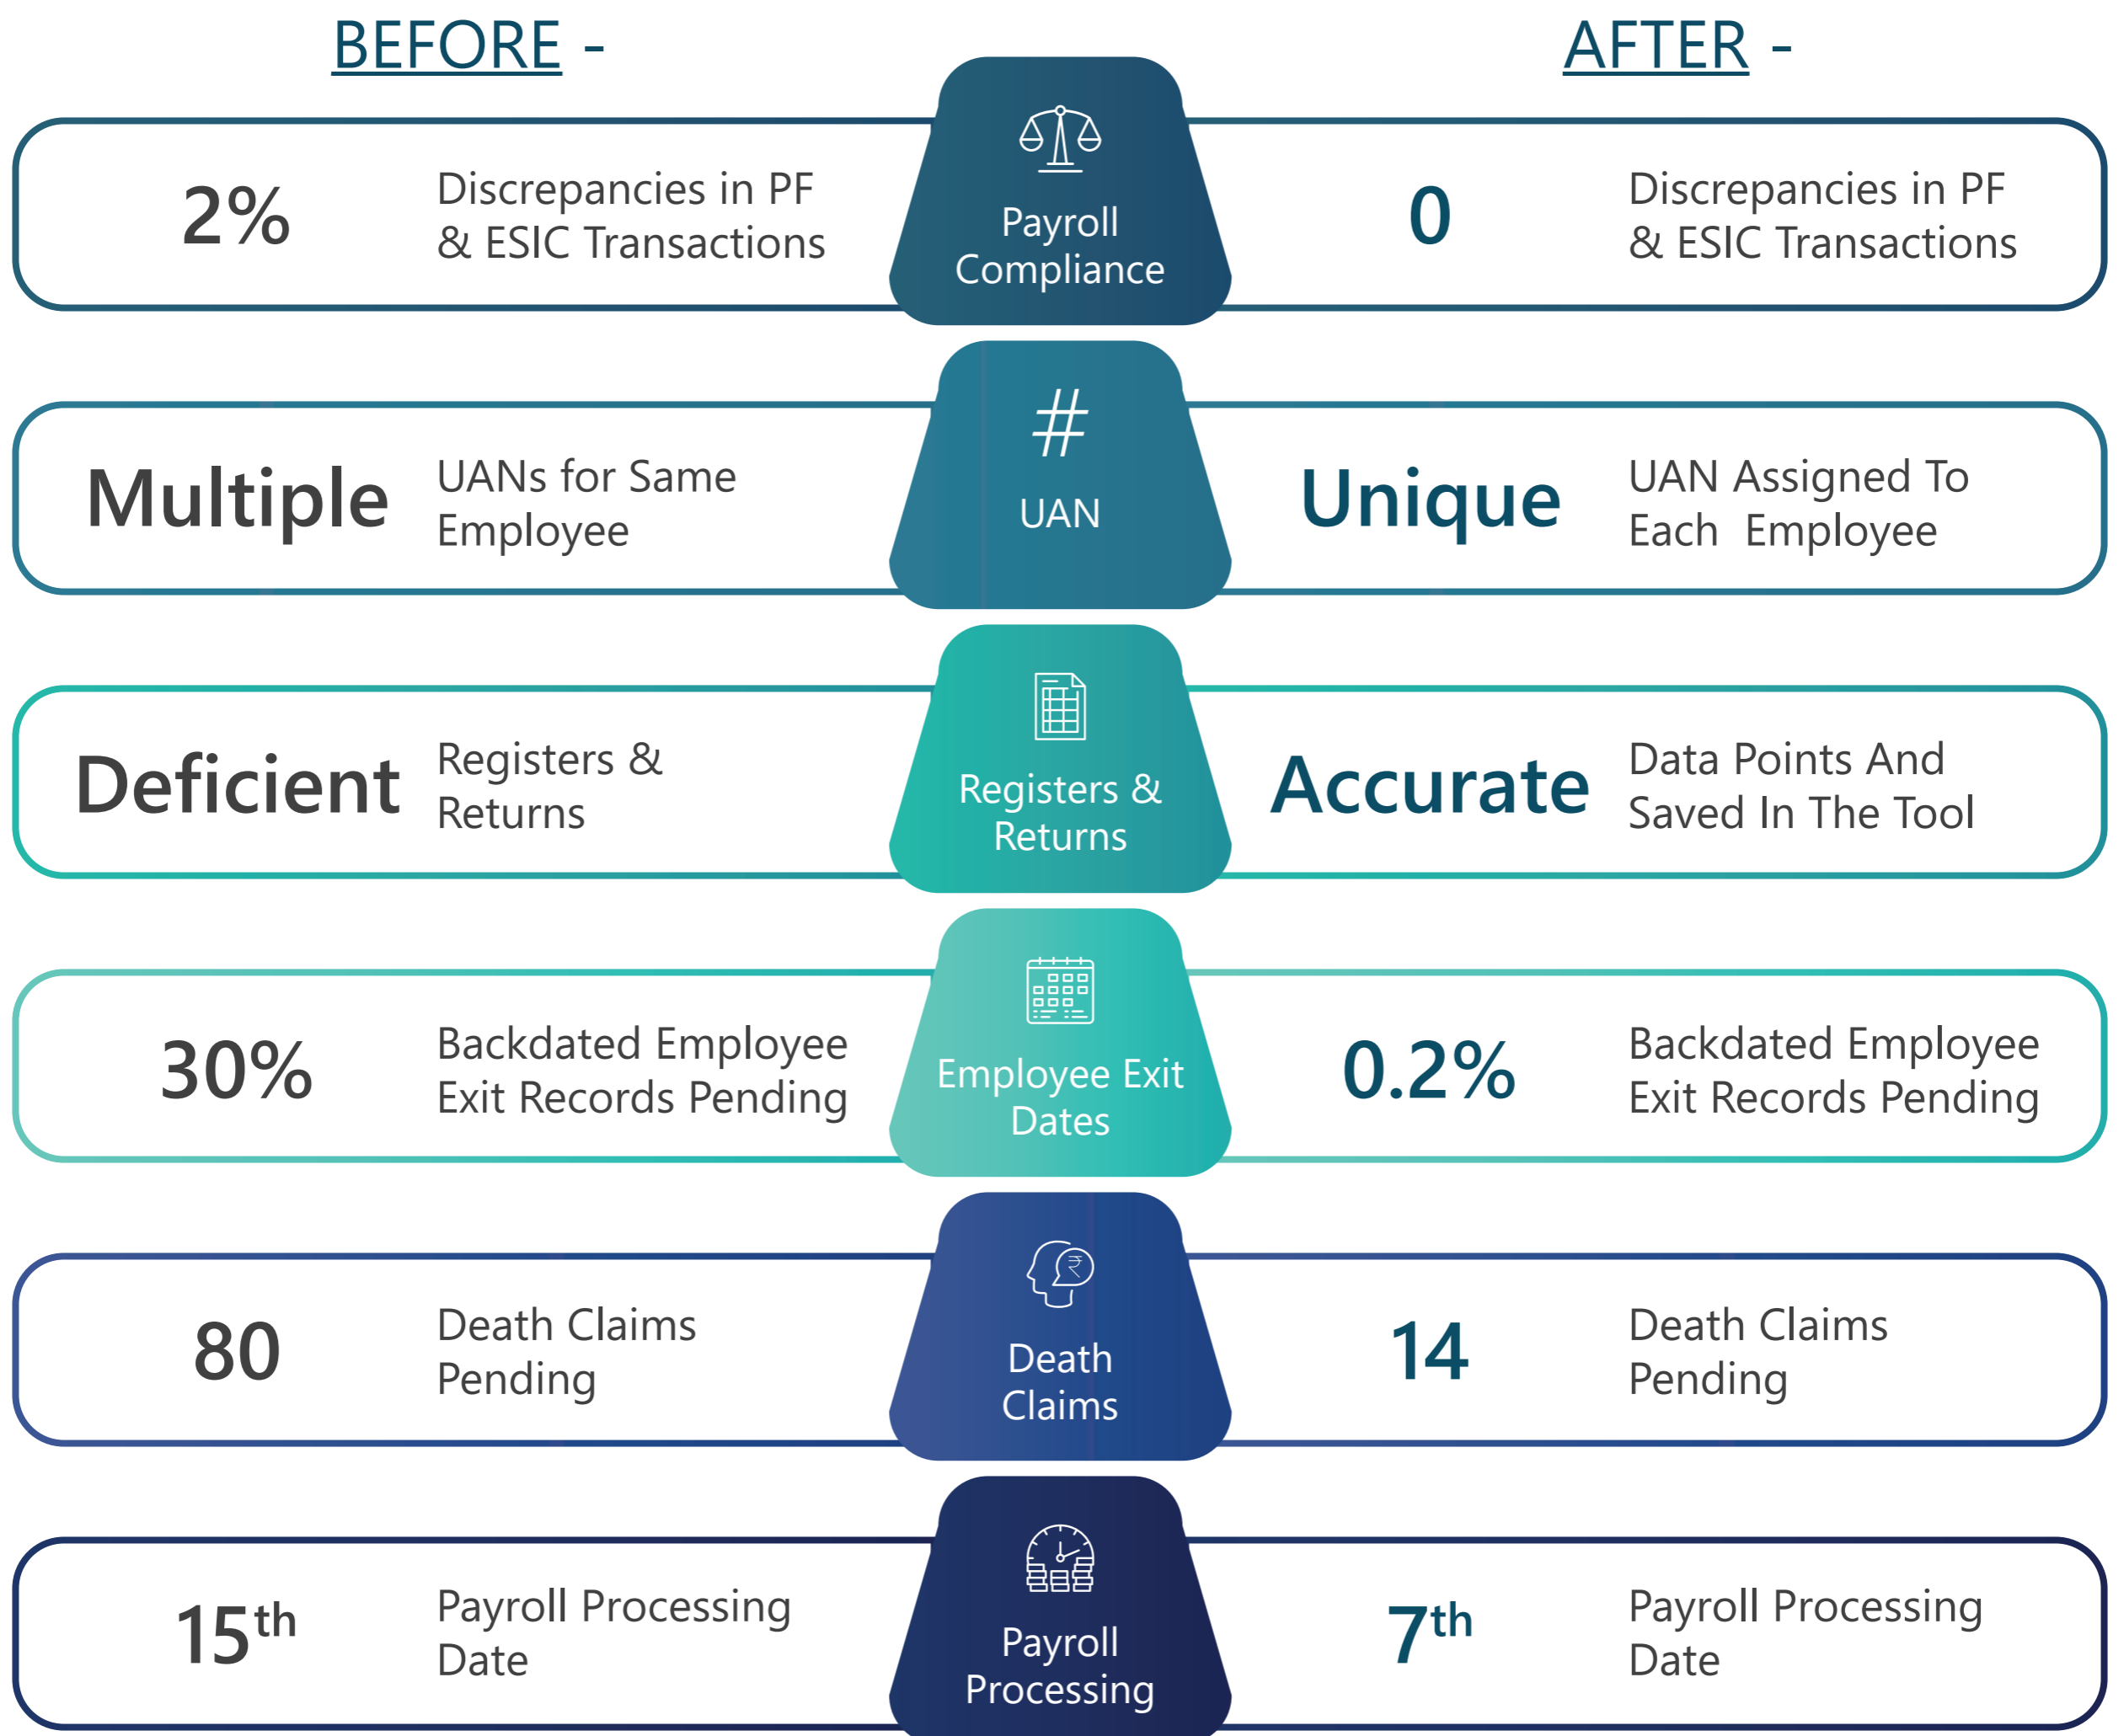 BEFORE -
AFTER -
2%
Discrepancies in PF
& ESIC Transactions
Payroll
Compliance
0
Discrepancies in PF
& ESIC Transactions
Multiple
UANs for Same
Employee
#
UAN
Unique
UAN Assigned To
Each  Employee
Deficient
Registers &
Returns
Registers &
Returns
Accurate
Data Points And
Saved In The Tool
30%
Backdated Employee
Exit Records Pending
Employee Exit
Dates
0.2%
Backdated Employee
Exit Records Pending
80
Death Claims
Pending
₹
Death
Claims
14
Death Claims
Pending
15th
Payroll Processing
Date
Payroll
Processing
7th
Payroll Processing
Date